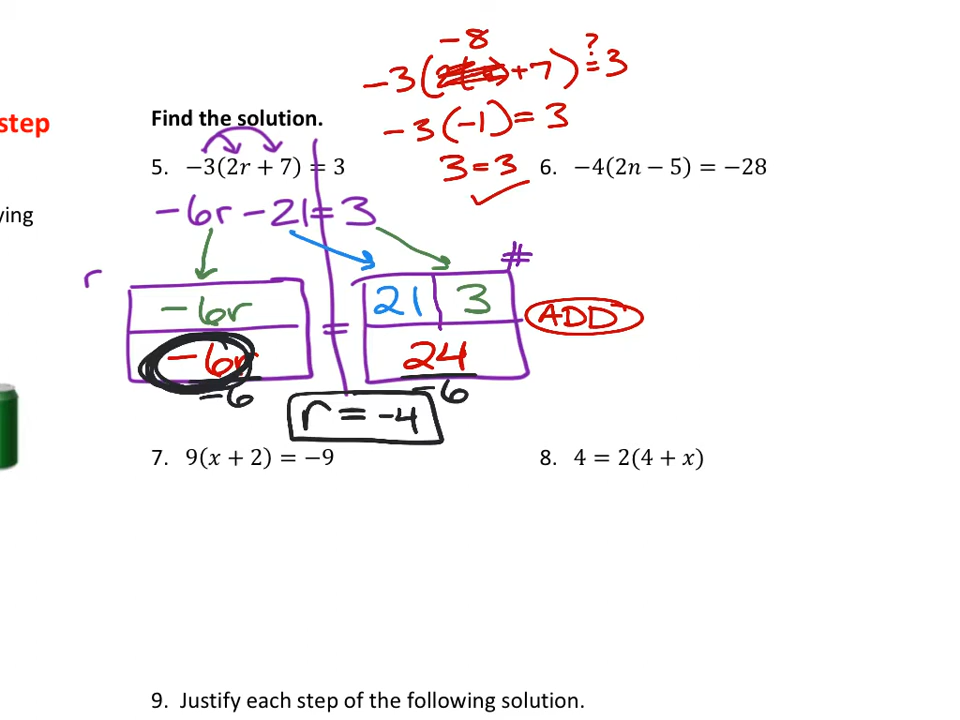 -8
-3( +7) ≟ 3
step
Find the solution.
-3(-1) = 3
5. −3(2r + 7) = 3
3 = 3
6. −4(2n − 5) = −28
ying
-6r - 21 = 3
#
r
-6r
21 3
ADD
=
-6r
24
-6
-6
r = -4
7. 9(x + 2) = −9
8. 4 = 2(4 + x)
9. Justify each step of the following solution.